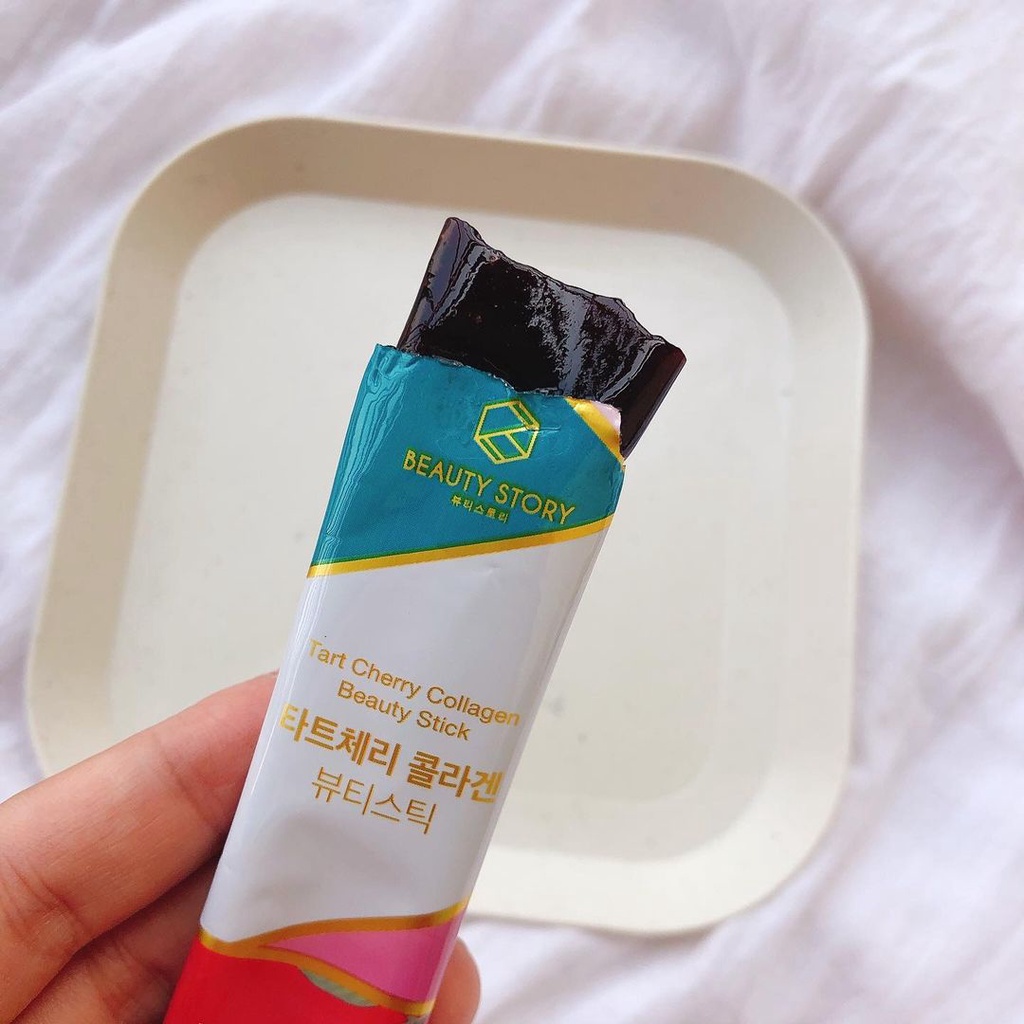 BEAUTY STORY
뷰티스토리
Tart Cherry Collagen
Beauty Stick
타트체리 콜라겐
뷰티스틱